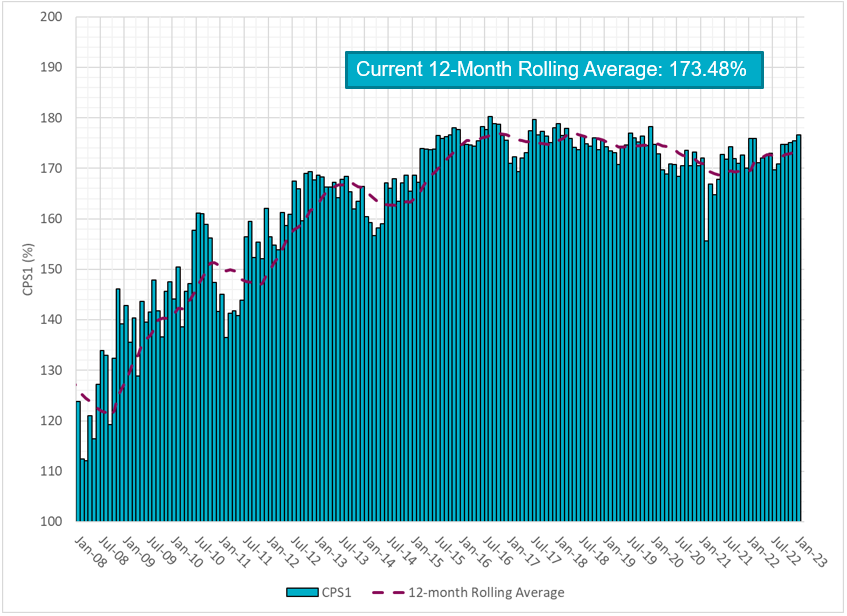 200
190
Current 12-Month Rolling Average: 173.48%
180
170
160
150
140
130
120
110
100
CPS1 (%)
Jan-08
Jul-08
Jan-09
Jul-09
Jan-10
Jul-10
Jan-11
Jul-11
Jan-12
Jul-12
Jan-13
Jul-13
Jan-14
Jul-14
Jan-15
Jul-15
Jan-16
Jul-16
Jan-17
Jul-17
Jan-18
Jul-18
Jan-19
Jul-19
Jan-20
Jul-20
Jan-21
Jul-21
Jan-22
Jul-22
Jan-23
CPS1
12-month Rolling Average